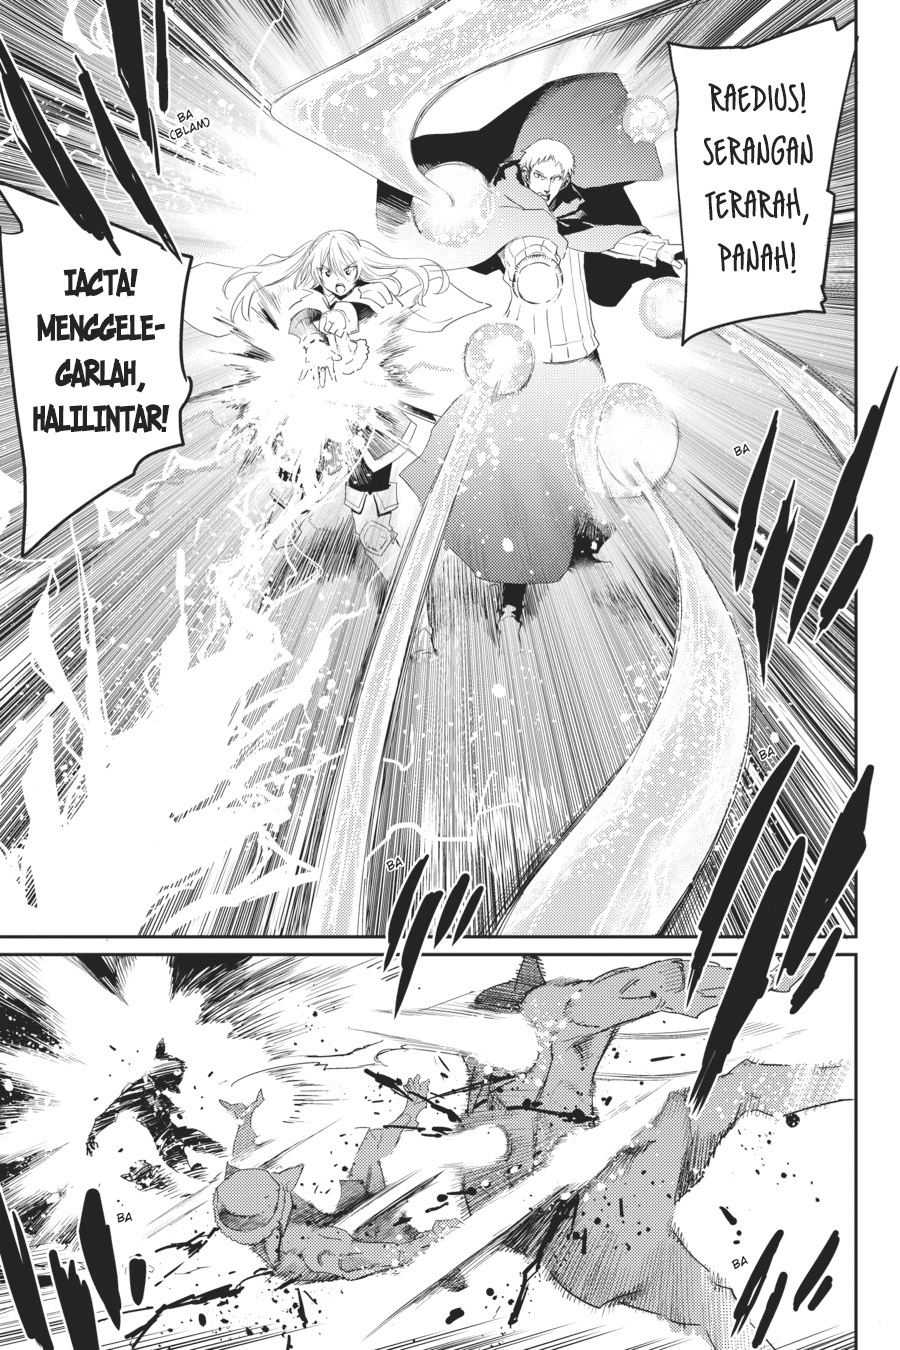 RAEDIUS!
SERANGAN
TERARAH,
PANAH!
BA
(BLAM)
IACTA!
MENGGELE-
GARLAH,
HALILINTAR!
BA
BA
BA
BA
BA